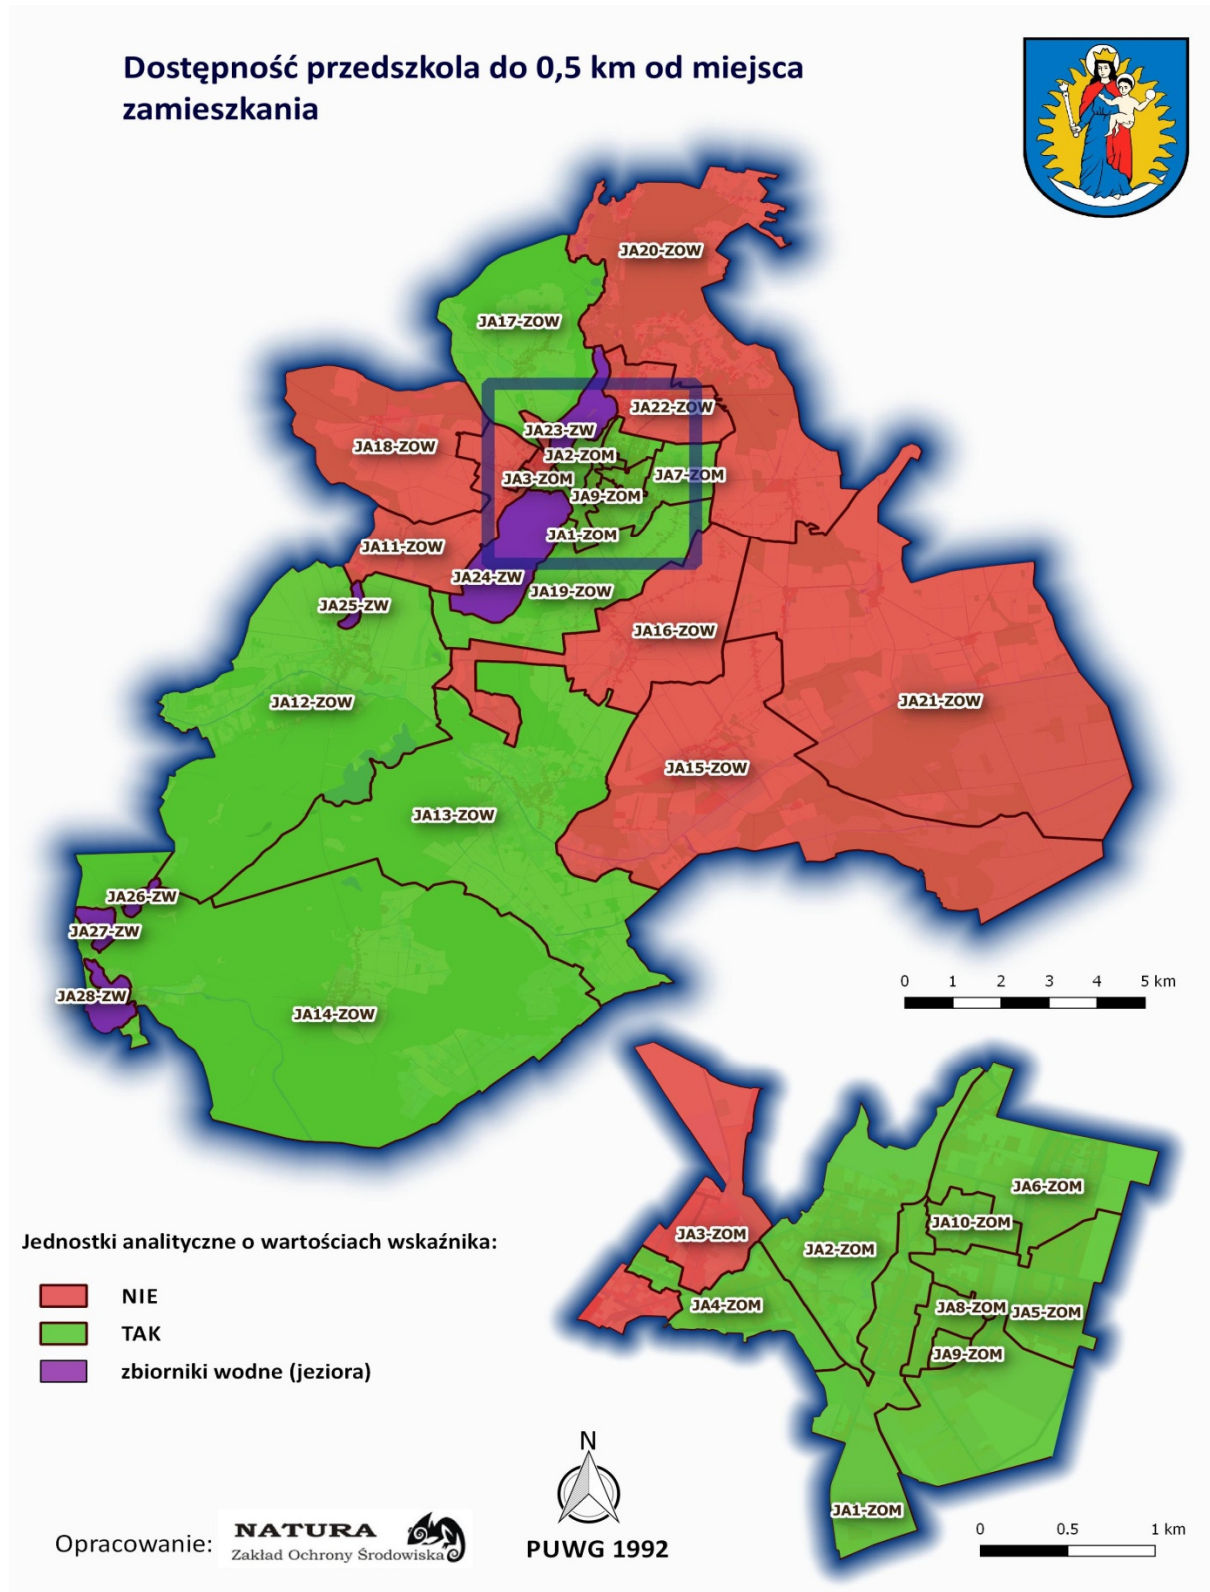 Dostępność przedszkola do 0,5 km od miejsca
zamieszkania
JA20-ZOW
JA17-ZOW
JA22-ZOW
JA23-ZW
JA18-ZOW
JA2-ZOM
JA3-ZOM
JA7-ZOM
JA9-ZOM
JA1-ZOM
JA11-ZOW
JA24-ZW
JA19-ZOW
JA25-ZW
JA16-ZOW
JA12-ZOW
JA21-ZOW
JA15-ZOW
JA13-ZOW
JA26-ZW
JA27-ZW
JA28-ZW
JA14-ZOW
0 1 2 3 4 5 km
JA6-ZOM
JA10-ZOM
JA3-ZOM
JA2-ZOM
JA4-ZOM
JA8-ZOM
JA5-ZOM
JA9-ZOM
JA1-ZOM
Jednostki analityczne o wartościach wskaźnika:
NIE
TAK
zbiorniki wodne (jeziora)
N
PUWG 1992
0 0.5 1 km
Opracowanie:
NATURA
Zakład Ochrony Środowiska